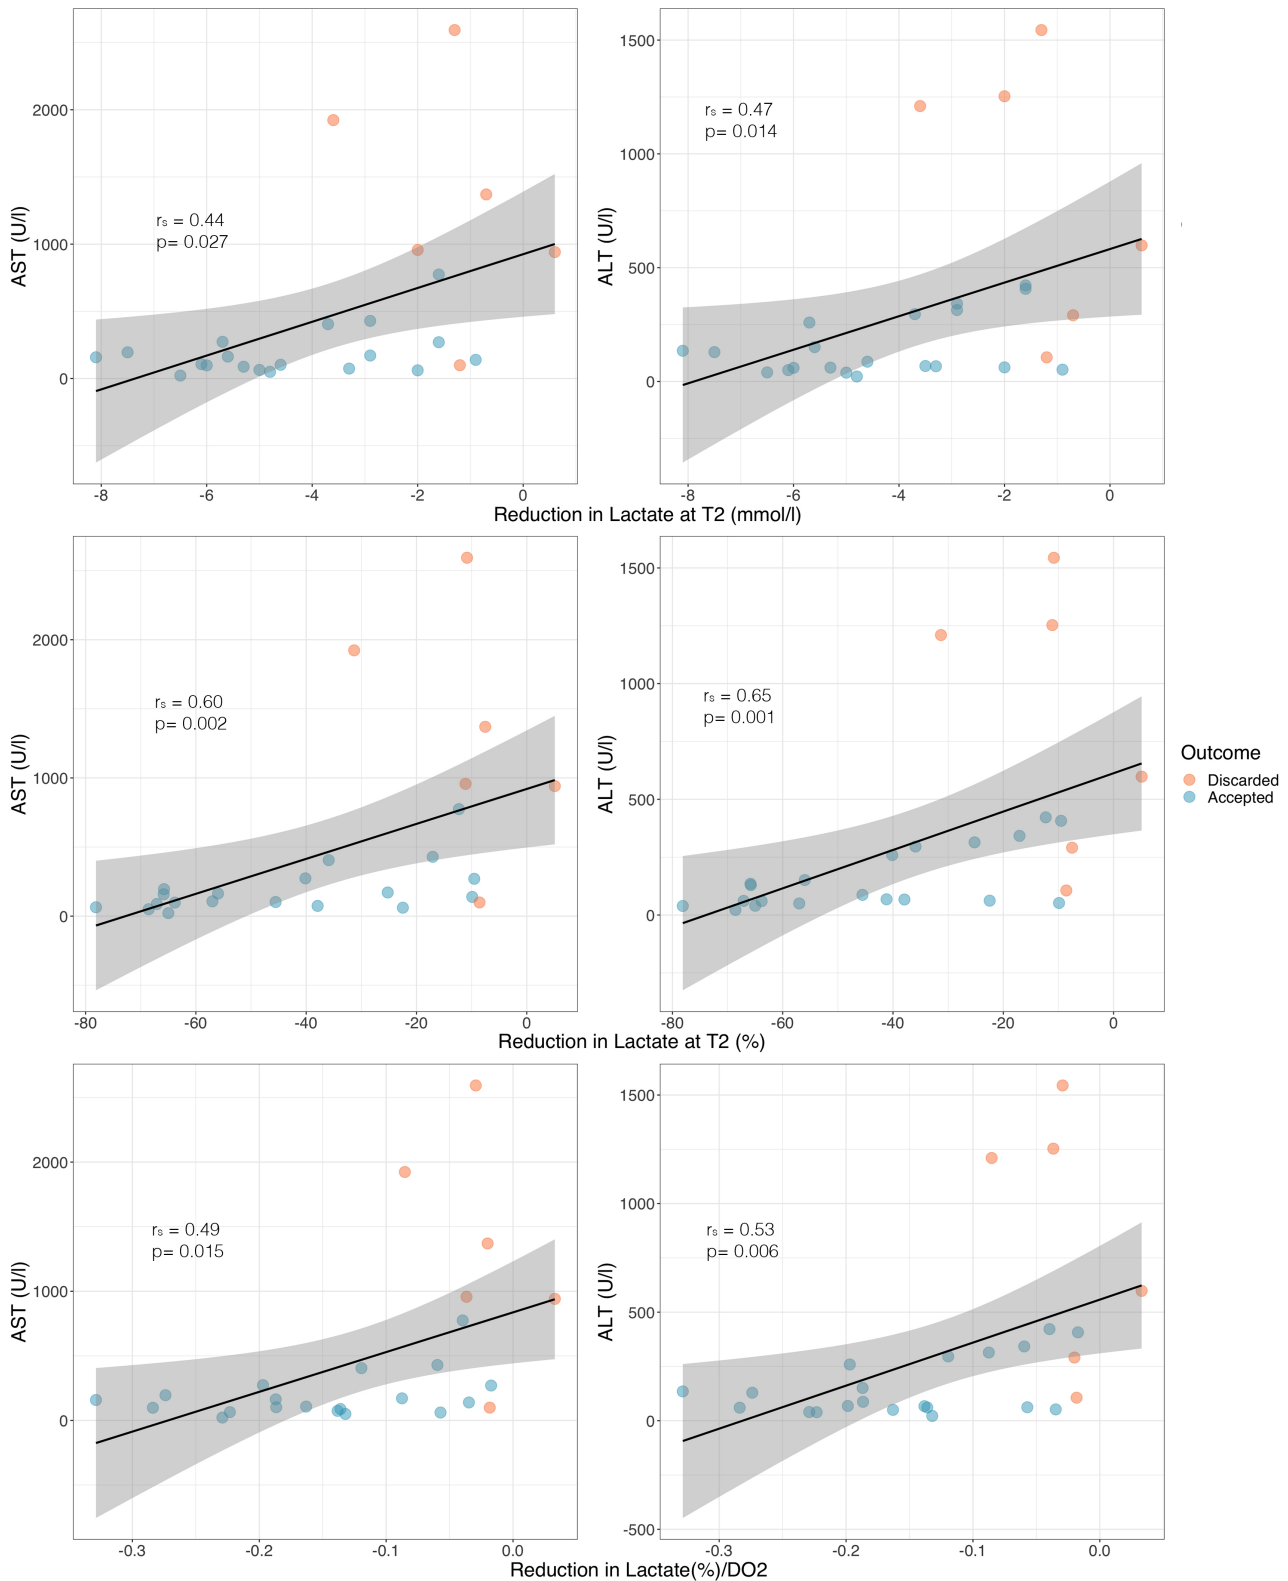 2000
1000
0
AST (U/l)
rₛ = 0.44
p= 0.027
-8 -6 -4 -2 0
1500
1000
500
0
ALT (U/l)
rₛ = 0.47
p= 0.014
-8 -6 -4 -2 0
Reduction in Lactate at T2 (mmol/l)
2000
1000
0
AST (U/l)
rₛ = 0.60
p= 0.002
-80 -60 -40 -20 0
1500
1000
500
0
ALT (U/l)
rₛ = 0.65
p= 0.001
-80 -60 -40 -20 0
Reduction in Lactate at T2 (%)
Outcome
Discarded
Accepted
2000
1000
0
AST (U/l)
rₛ = 0.49
p= 0.015
-0.3 -0.2 -0.1 0.0
1500
1000
500
0
-500
ALT (U/l)
rₛ = 0.53
p= 0.006
-0.3 -0.2 -0.1 0.0
Reduction in Lactate(%)/DO2